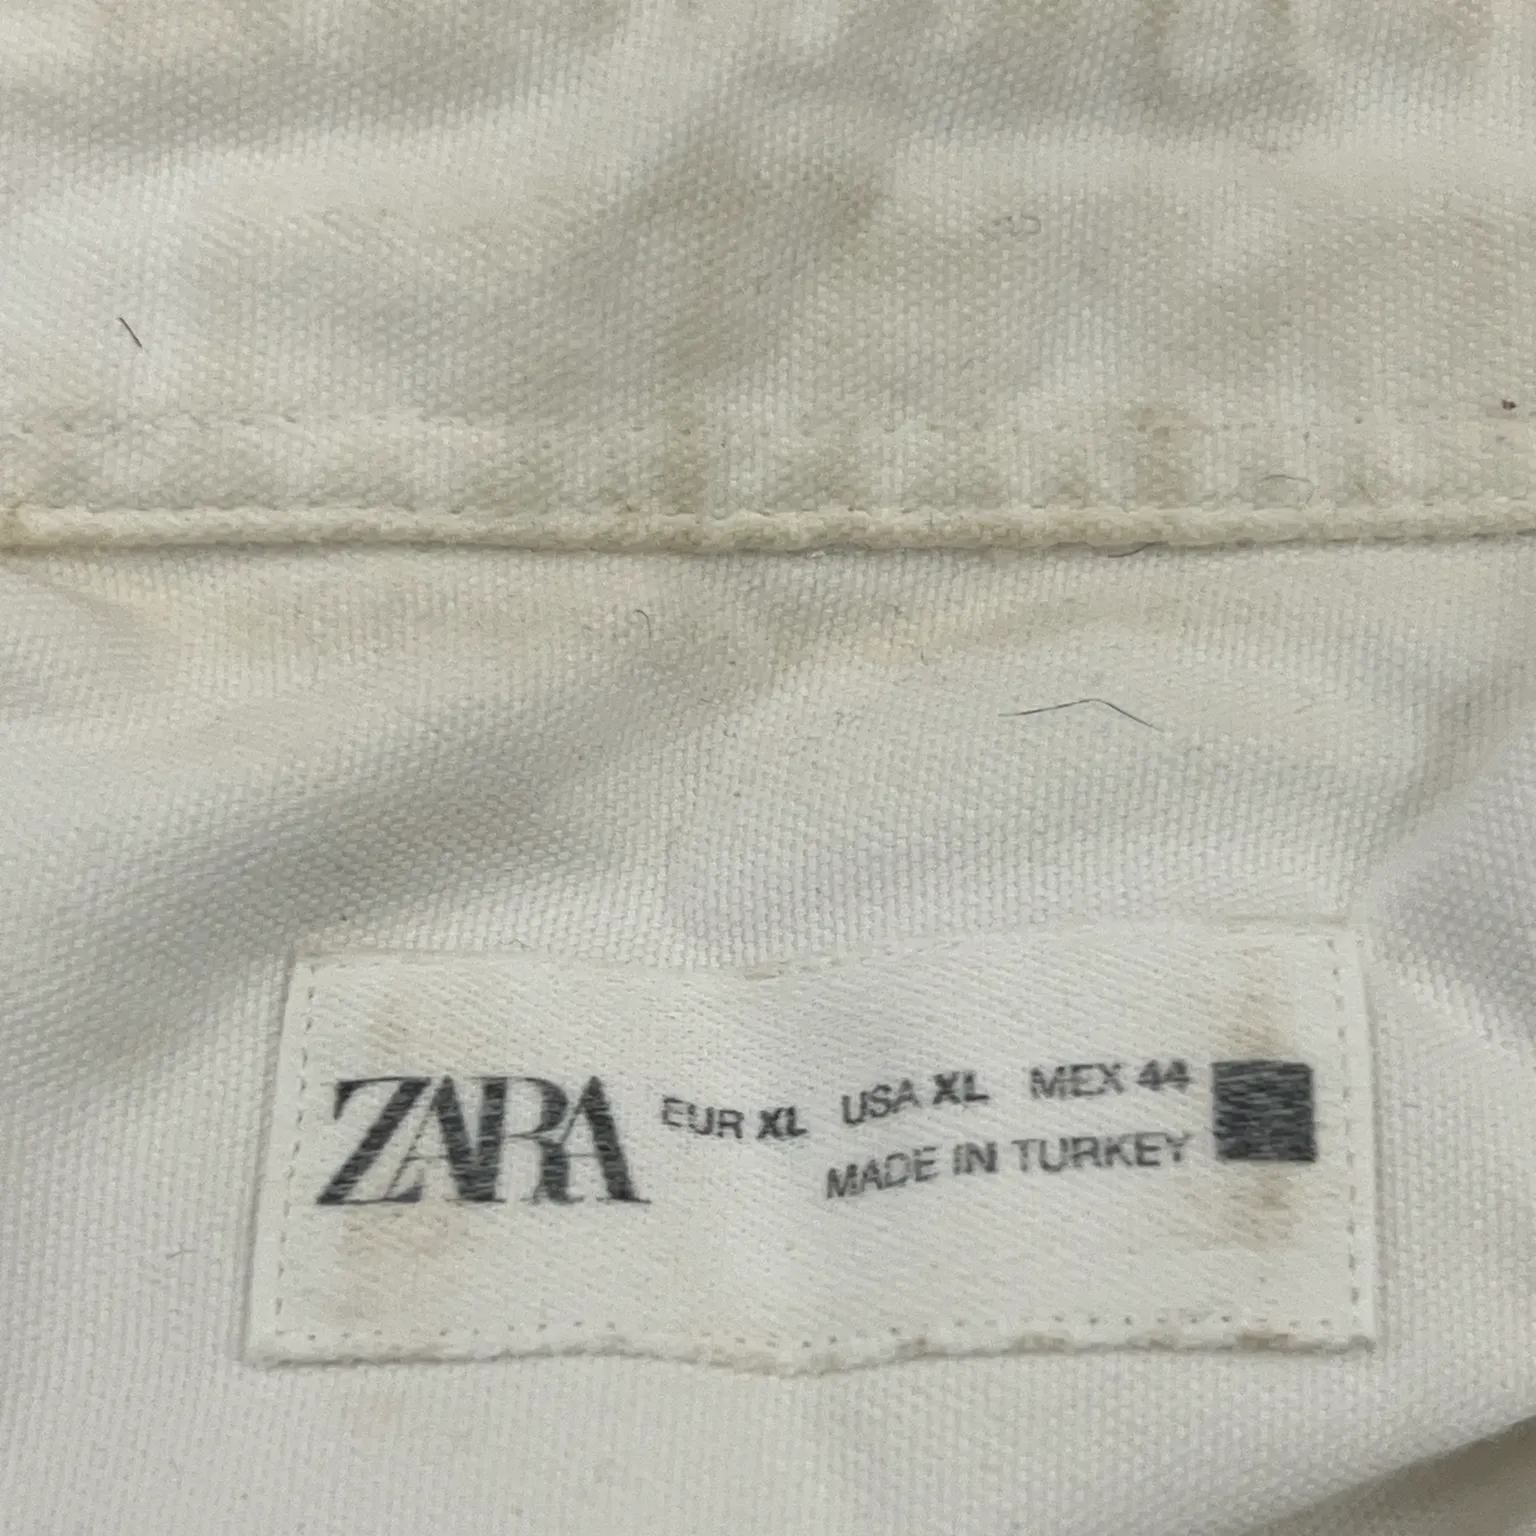 ZARA EUR XL USA XL MEX 44
MADE IN TURKEY